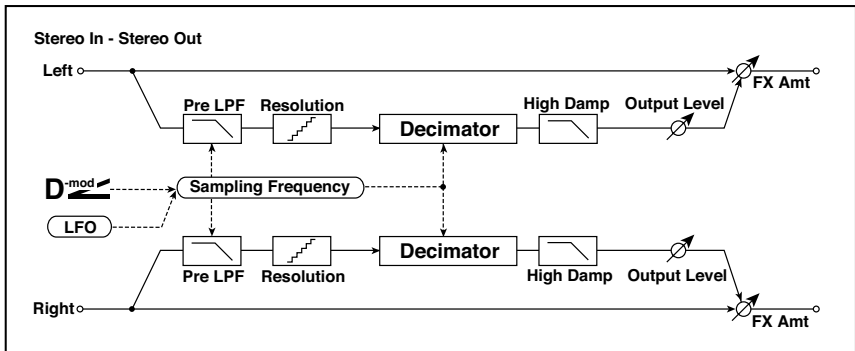 Stereo In - Stereo Out
Left
FX Amt
Pre LPF
Resolution
High Damp
Output Level
Decimator
D-mod
Sampling Frequency
LFO
Decimator
Pre LPF
Resolution
High Damp
Output Level
Right
FX Amt